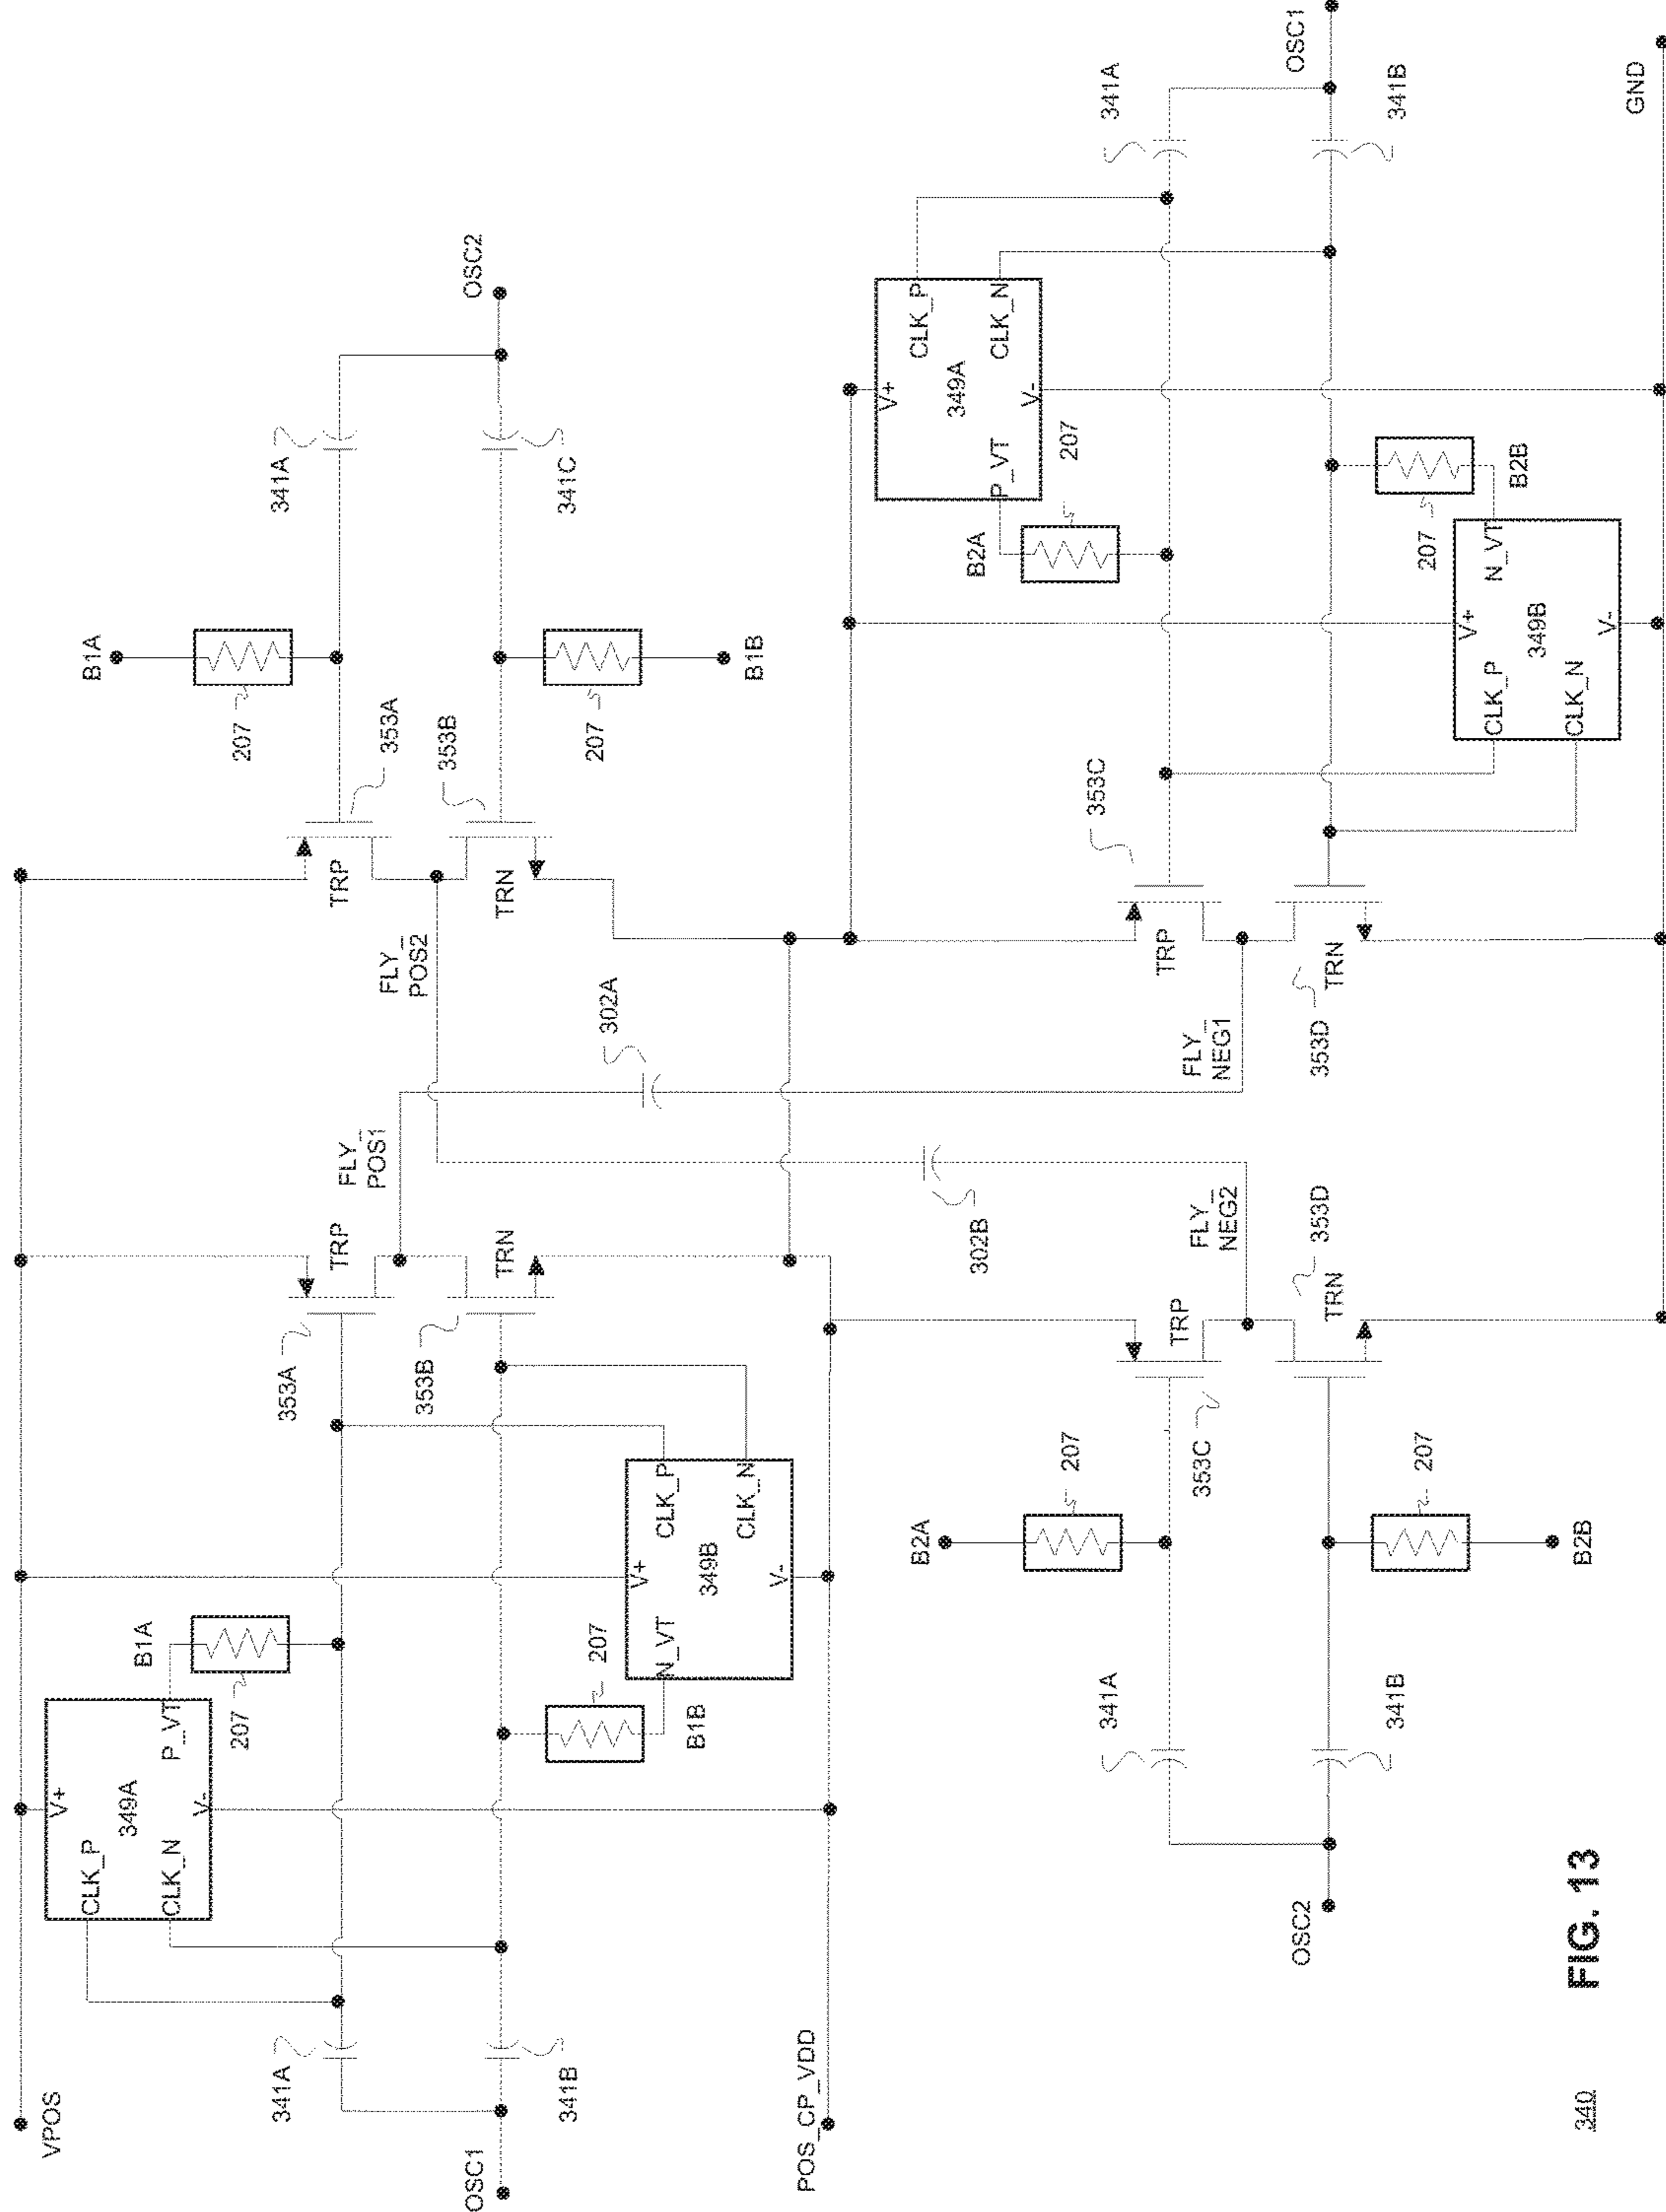 VPOS
OSC1
POS_CP_VDD
341A
341B
V+
CLK_P
349A
P_VT
CLK_N
V-
B1A
207
207
B1B
V+
N_VT
CLK_P
349B
CLK_N
V-
353A
353B
TRP
TRN
FLY_
POS1
FLY_
POS2
302A
302B
TRP
TRN
353A
353B
B1A
207
207
B1B
341A
341C
OSC2
OSC2
341A
341B
B2A
207
207
B2B
353C
TRP
TRN
353D
FLY_
NEG2
FLY_
NEG1
TRP
TRN
353C
353D
V+
CLK_P
349A
P_VT
CLK_N
V-
B2A
207
207
B2B
V+
N_VT
CLK_P
349B
CLK_N
V-
341A
341B
OSC1
GND
340
FIG. 13